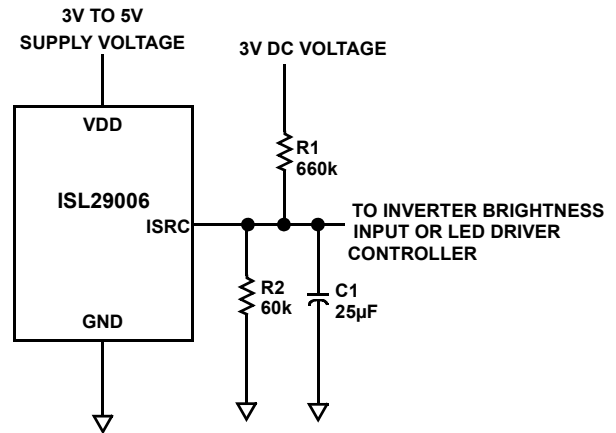 3V TO 5V
SUPPLY VOLTAGE
3V DC VOLTAGE
VDD
R1
660k
ISL29006
ISRC
TO INVERTER BRIGHTNESS
INPUT OR LED DRIVER
CONTROLLER
R2
60k
C1
25µF
GND